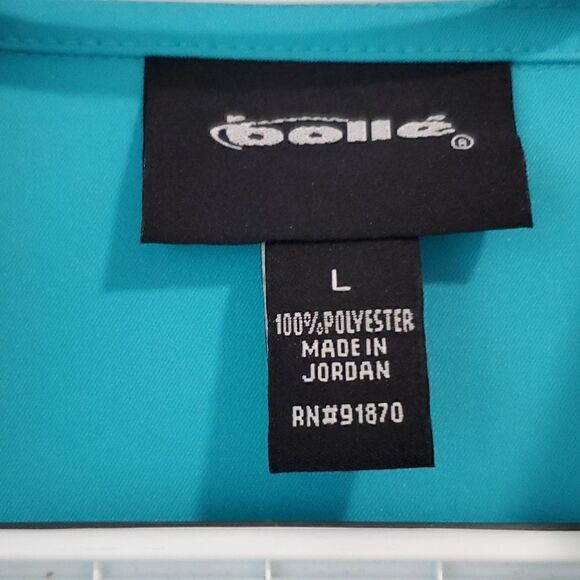 bollé®
L
100%POLYESTER
MADE IN
JORDAN
RN#91870